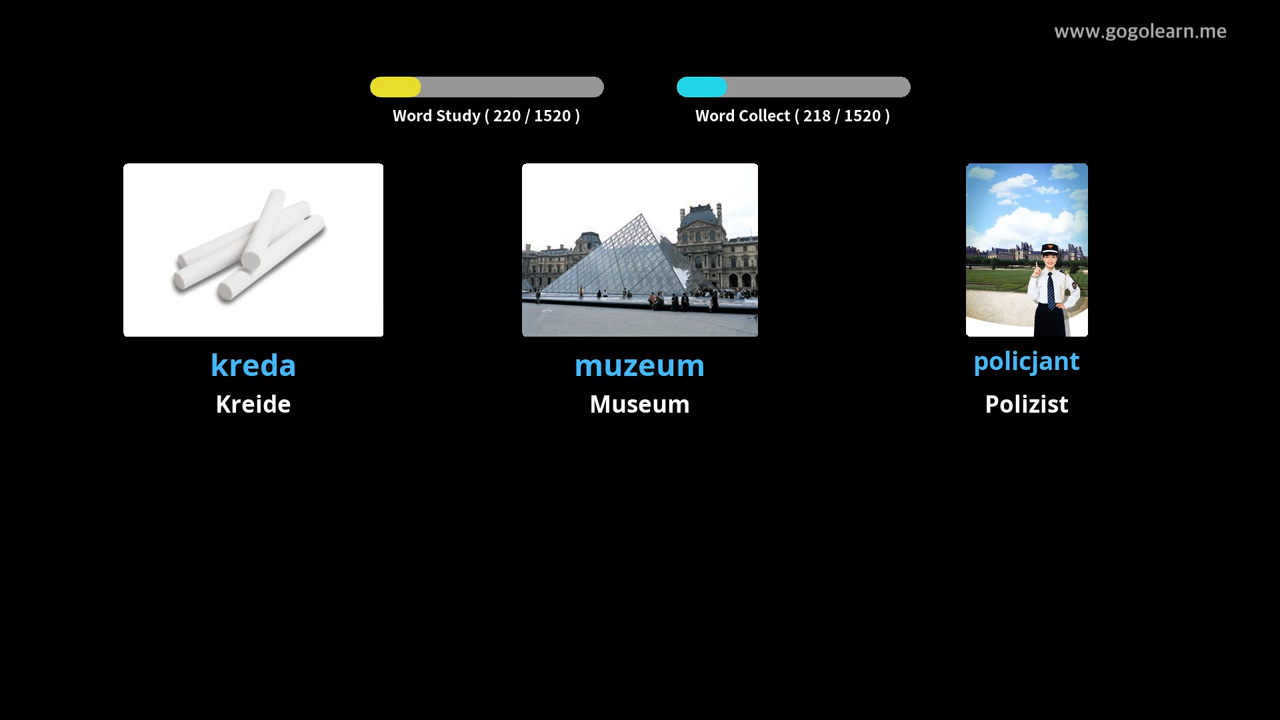 www.gogolearn.me
Word Study ( 220 / 1520 )
Word Collect ( 218 / 1520 )
kreda
Kreide
muzeum
Museum
policjant
Polizist